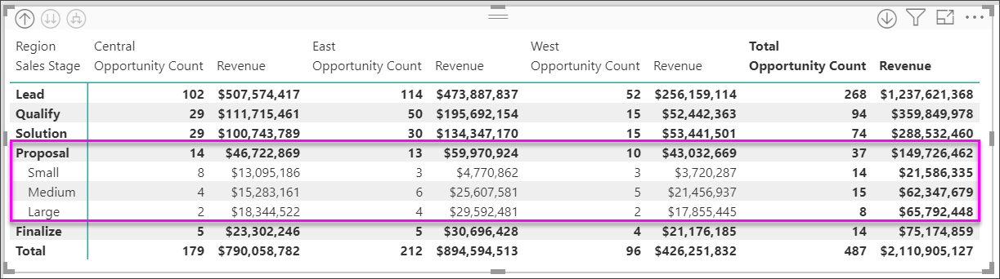 Region Central East West Total
Sales Stage Opportunity Count Revenue Opportunity Count Revenue Opportunity Count Revenue Opportunity Count Revenue
Lead 102 $507,574,417 114 $473,887,837 52 $256,159,114 268 $1,237,621,368
Qualify 29 $111,715,461 50 $195,692,154 15 $52,442,363 94 $359,849,978
Solution 29 $100,743,789 30 $134,347,170 15 $53,441,501 74 $288,532,460
Proposal 14 $46,722,869 13 $59,970,924 10 $43,032,669 37 $149,726,462
Small 8 $13,095,186 3 $4,770,862 3 $3,720,287 14 $21,586,335
Medium 4 $15,283,161 6 $25,607,581 5 $21,456,937 15 $62,347,679
Large 2 $18,344,522 4 $29,592,481 2 $17,855,445 8 $65,792,448
Finalize 5 $23,302,246 5 $30,696,428 4 $21,176,185 14 $75,174,859
Total 179 $790,058,782 212 $894,594,513 96 $426,251,832 487 $2,110,905,127